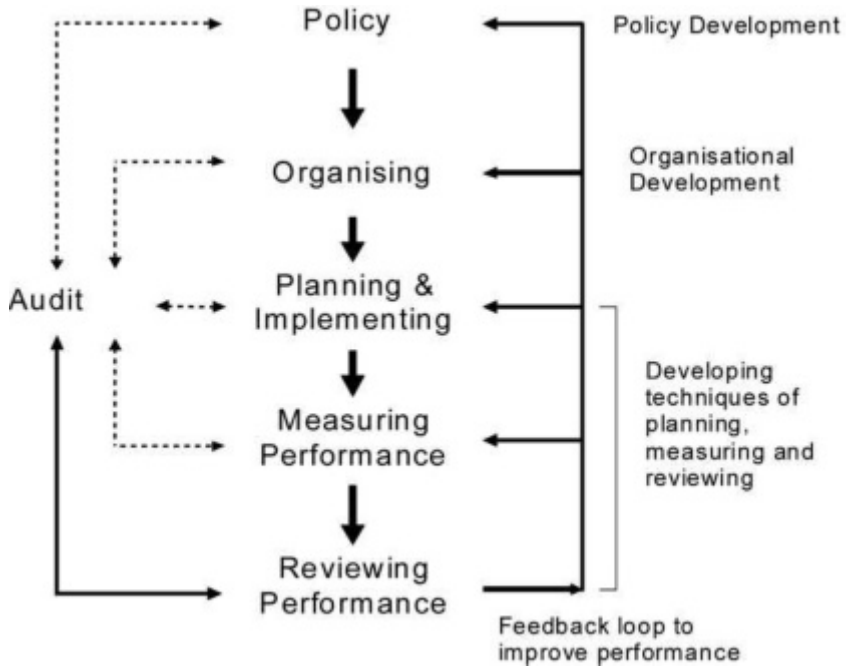 Policy
Policy Development
Organising
Organisational
Development
Audit
Planning &
Implementing
Developing
techniques of
planning,
measuring and
reviewing
Measuring
Performance
Reviewing
Performance
Feedback loop to
improve performance